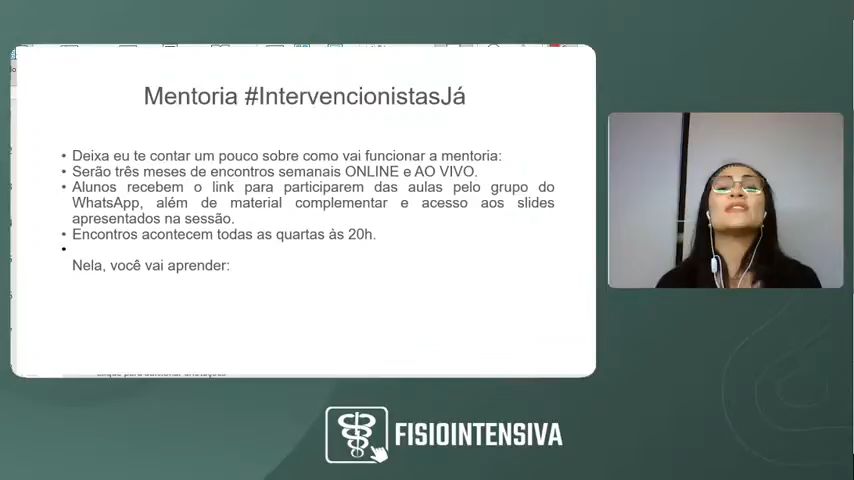 Mentoria #IntervencionistasJá
• Deixa eu te contar um pouco sobre como vai funcionar a mentoria:
• Serão três meses de encontros semanais ONLINE e AO VIVO.
• Alunos recebem o link para participarem das aulas pelo grupo do
WhatsApp, além de material complementar e acesso aos slides
apresentados na sessão.
• Encontros acontecem todas as quartas às 20h.
•
Nela, você vai aprender:
FISIOINTENSIVA